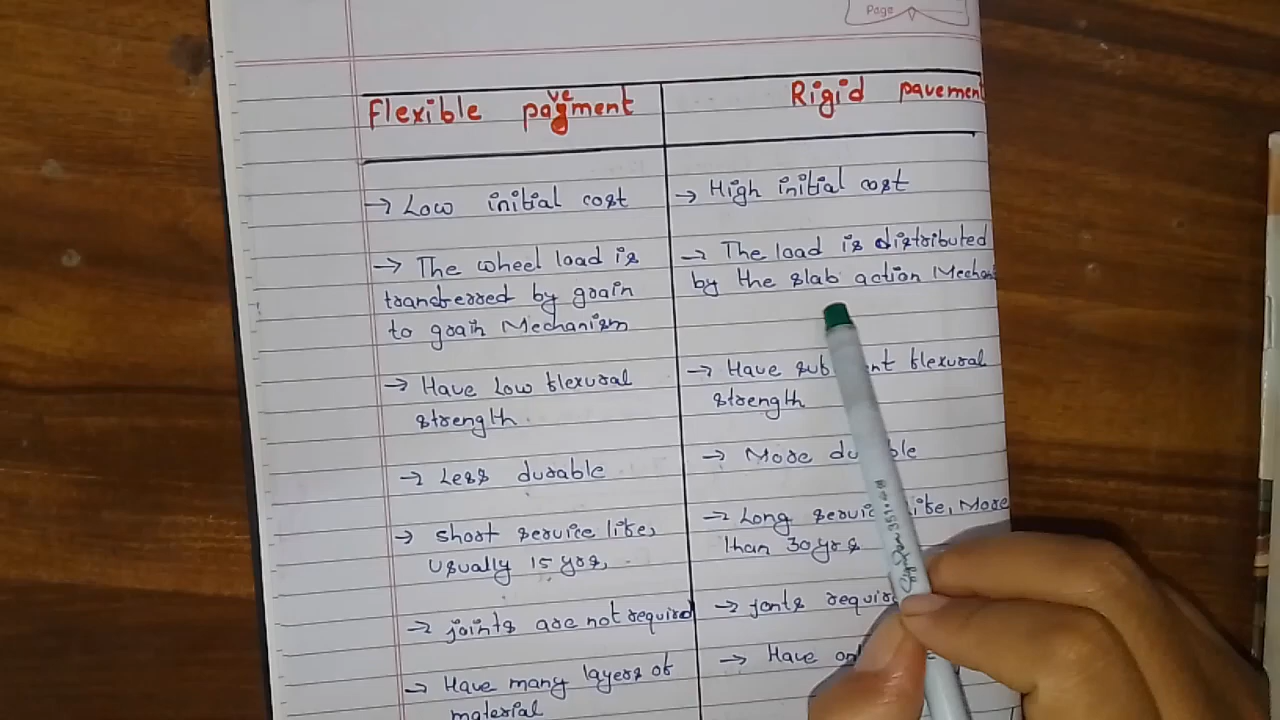 Page
Flexible pavement
Rigid pavement
→ Low initial cost
→ The wheel load is
transferred by grain
to grain Mechanism
→ Have Low flexural
strength.
→ Less durable
→ short service life,
usually 15 yrs,
→ joints are not required
→ Have many layers of
material
→ High initial cost
→ The load is distributed
by the slab action
→ Have flexural
strength
→ More
→ Long More
than 30 yrs
→ jonts
→ Have